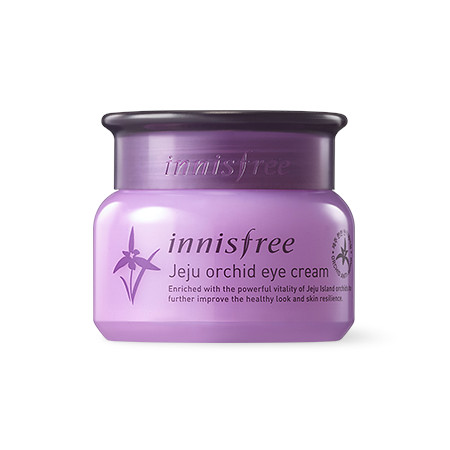 innisfree
innisfree
Jeju orchid eye cream
Enriched with the powerful vitality of Jeju Island orchids
further improve the healthy look and skin resilience.